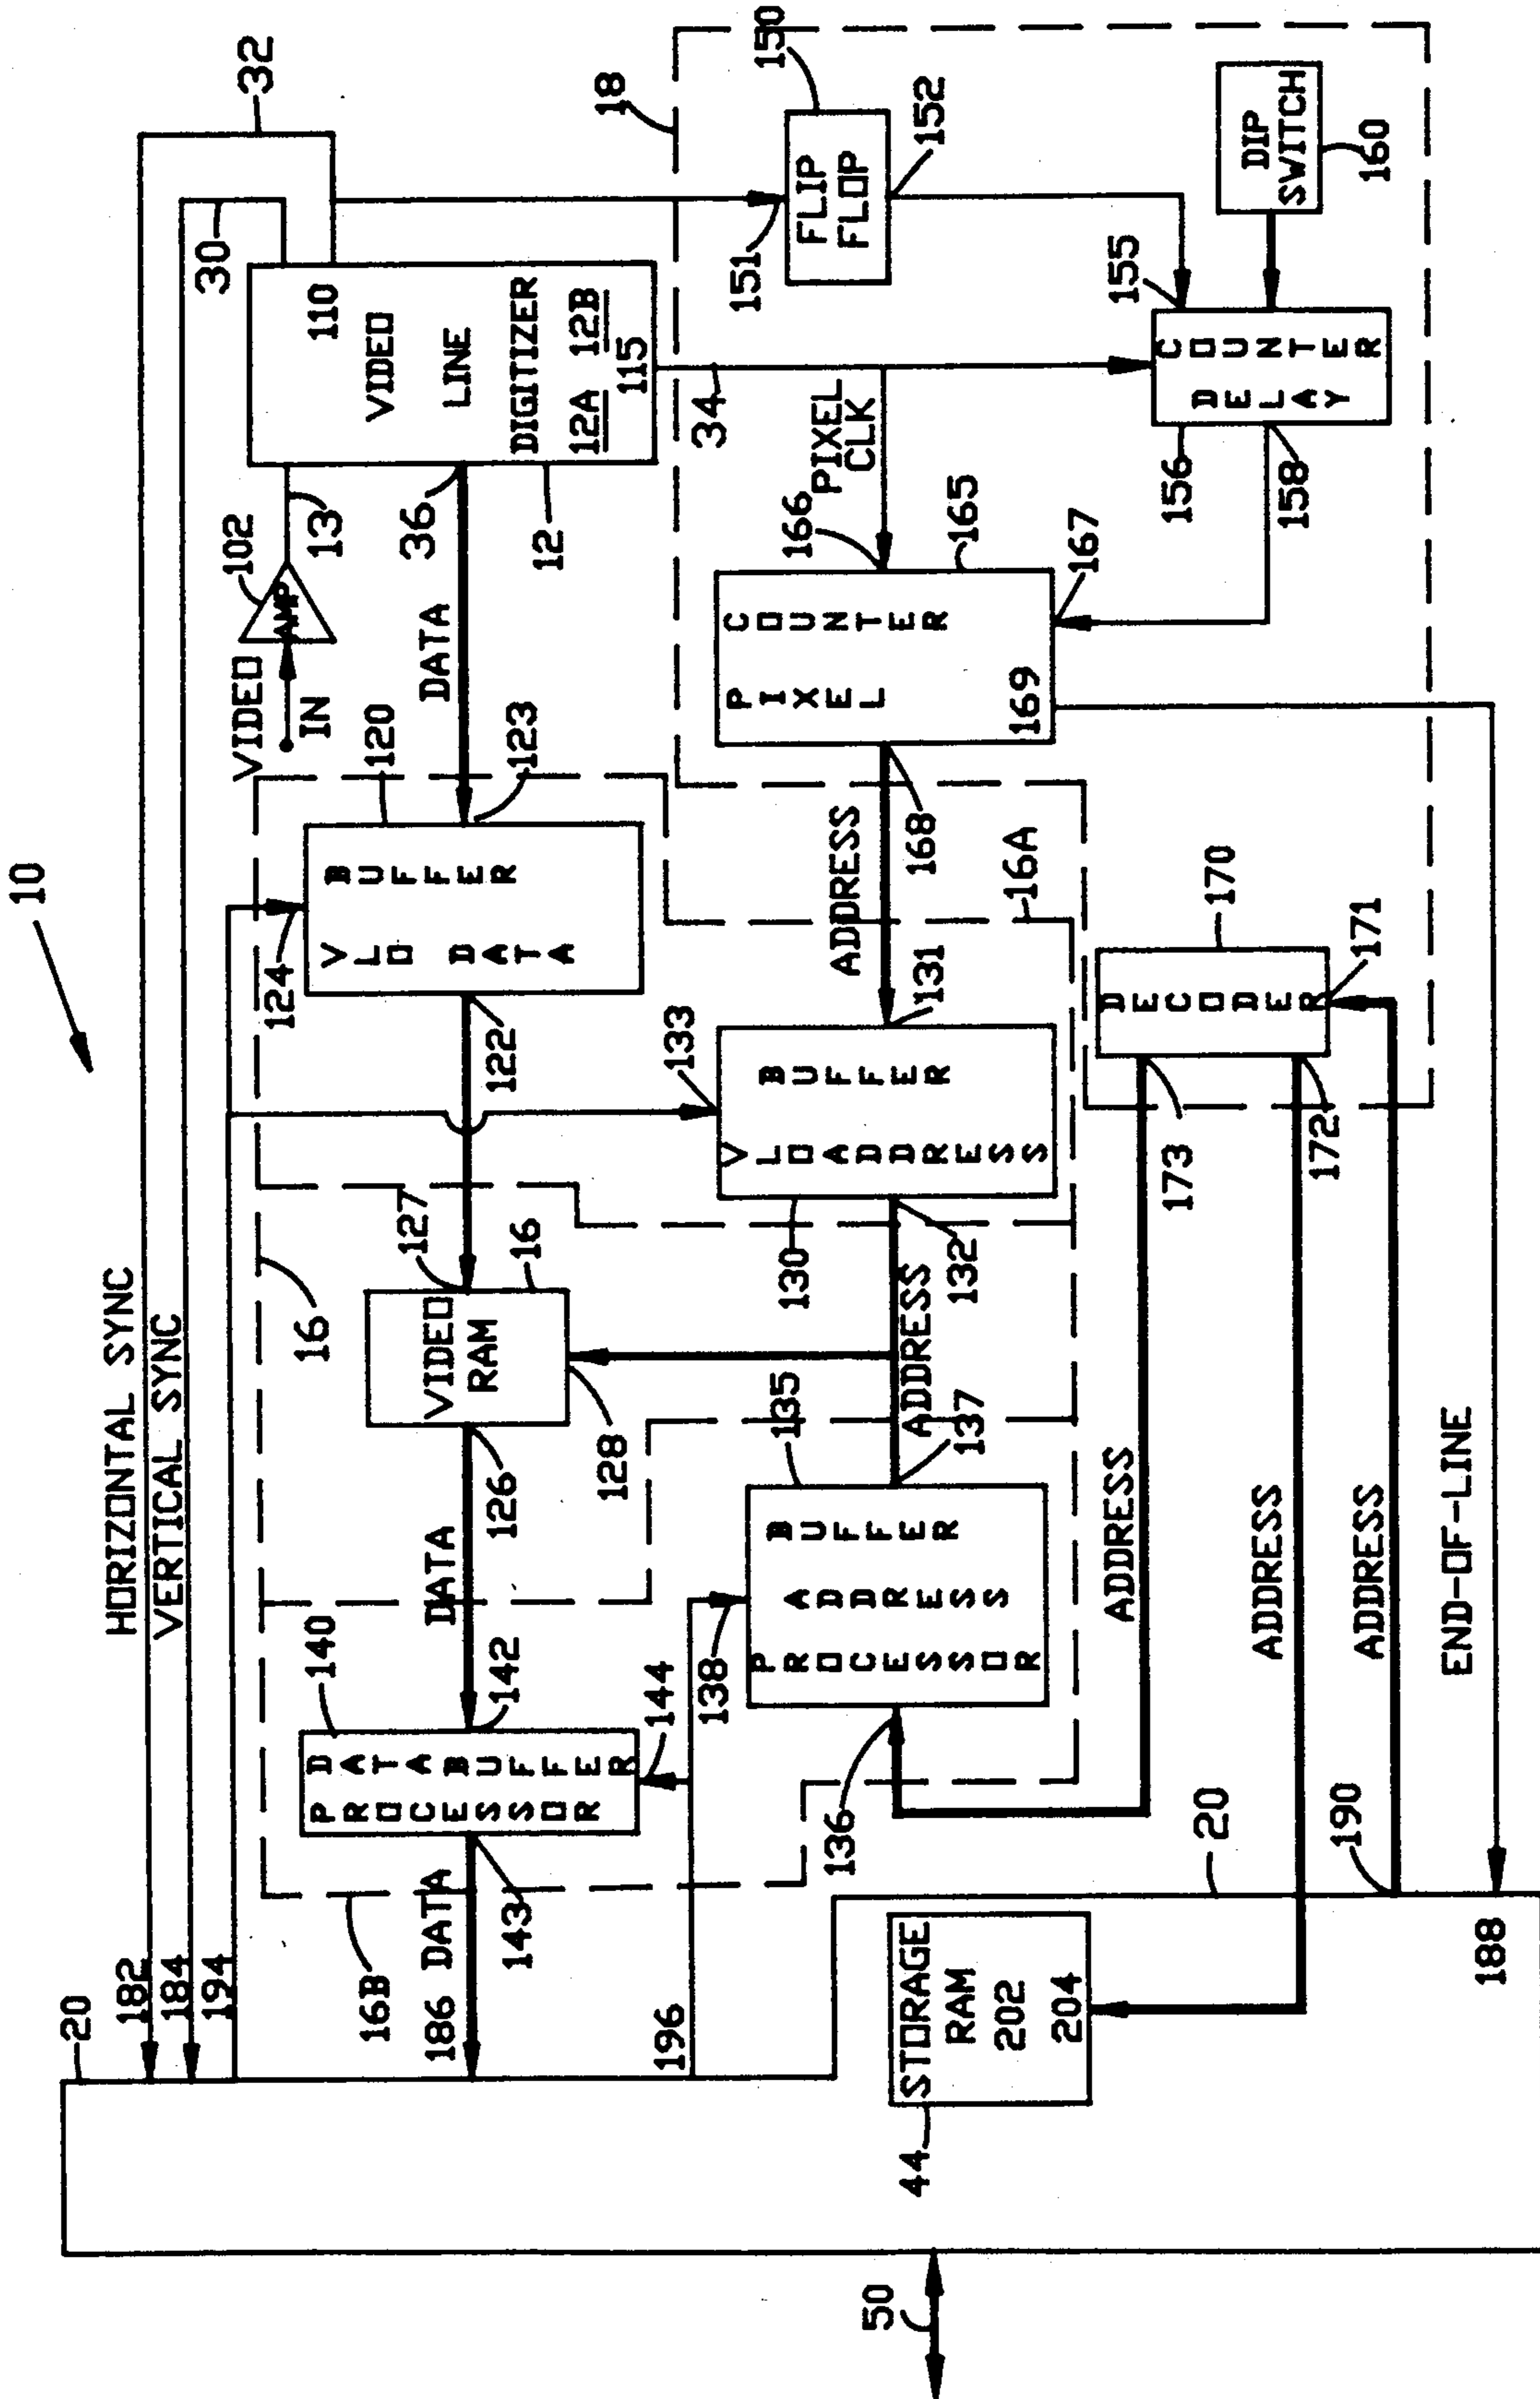 10
HORIZONTAL SYNC
VERTICAL SYNC
32
30
182
184
194
20
110
VIDEO
LINE
DIGITIZER
12A 12B
115
12
36
34
102
AMP
13
VIDEO
IN
DATA
120
123
124
122
VLD DATA
BUFFER
127
16
VIDEO
RAM
126
128
16
DATA
140
142
144
143
DATA BUFFER
PROCESSOR
16B
186 DATA
196
18
150
151
FLIP
FLOP
152
155
DIP
SWITCH
160
DELAY
COUNTER
156
158
PIXEL
CLK
166
165
167
PIXEL
COUNTER
169
168
ADDRESS
16A
131
133
VLD ADDRESS
BUFFER
130
132
ADDRESS
135
137
138
PROCESSOR
ADDRESS
BUFFER
136
170
DECODER
171
172
173
ADDRESS
ADDRESS
ADDRESS
END-OF-LINE
20
190
188
STORAGE
RAM
202
204
44
50